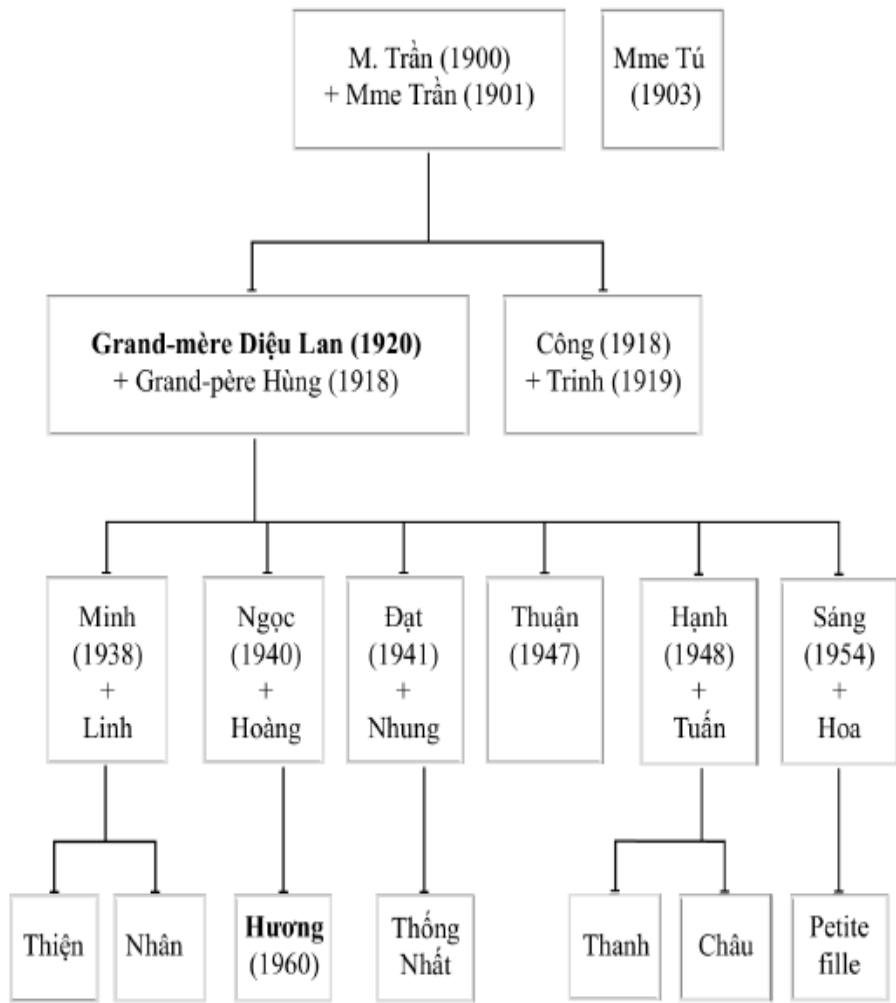 M. Trần (1900)
+ Mme Trần (1901)
Mme Tú
(1903)
Grand-mère Diệu Lan (1920)
+ Grand-père Hùng (1918)
Công (1918)
+ Trinh (1919)
Minh
(1938)
+
Linh
Ngọc
(1940)
+
Hoàng
Đạt
(1941)
+
Nhung
Thuận
(1947)
Hạnh
(1948)
+
Tuấn
Sáng
(1954)
+
Hoa
Thiện
Nhân
Hương
(1960)
Thống
Nhất
Thanh
Châu
Petite
fille